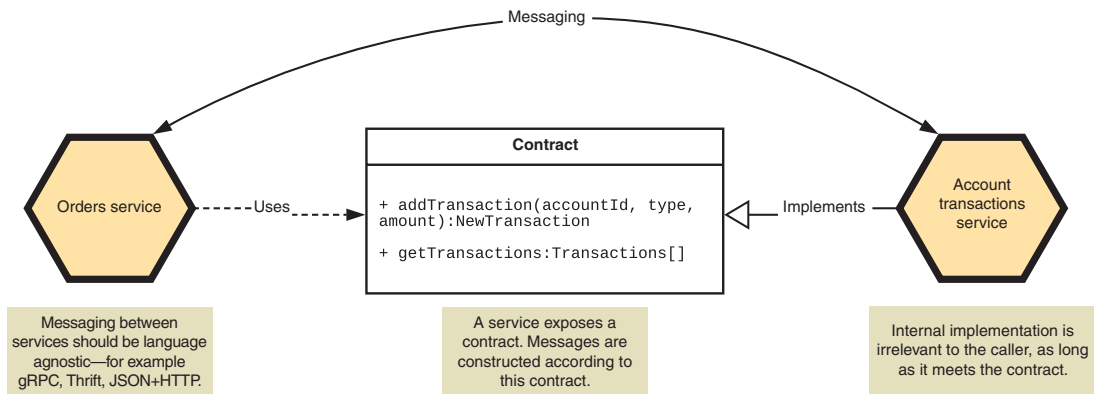 Messaging
Contract
Orders service
Uses
+ addTransaction(accountId, type,
amount):NewTransaction
+ getTransactions:Transactions[]
Implements
Account
transactions
service
Messaging between
services should be language
agnostic—for example
gRPC, Thrift, JSON+HTTP.
A service exposes a
contract. Messages are
constructed according to
this contract.
Internal implementation is
irrelevant to the caller, as long
as it meets the contract.